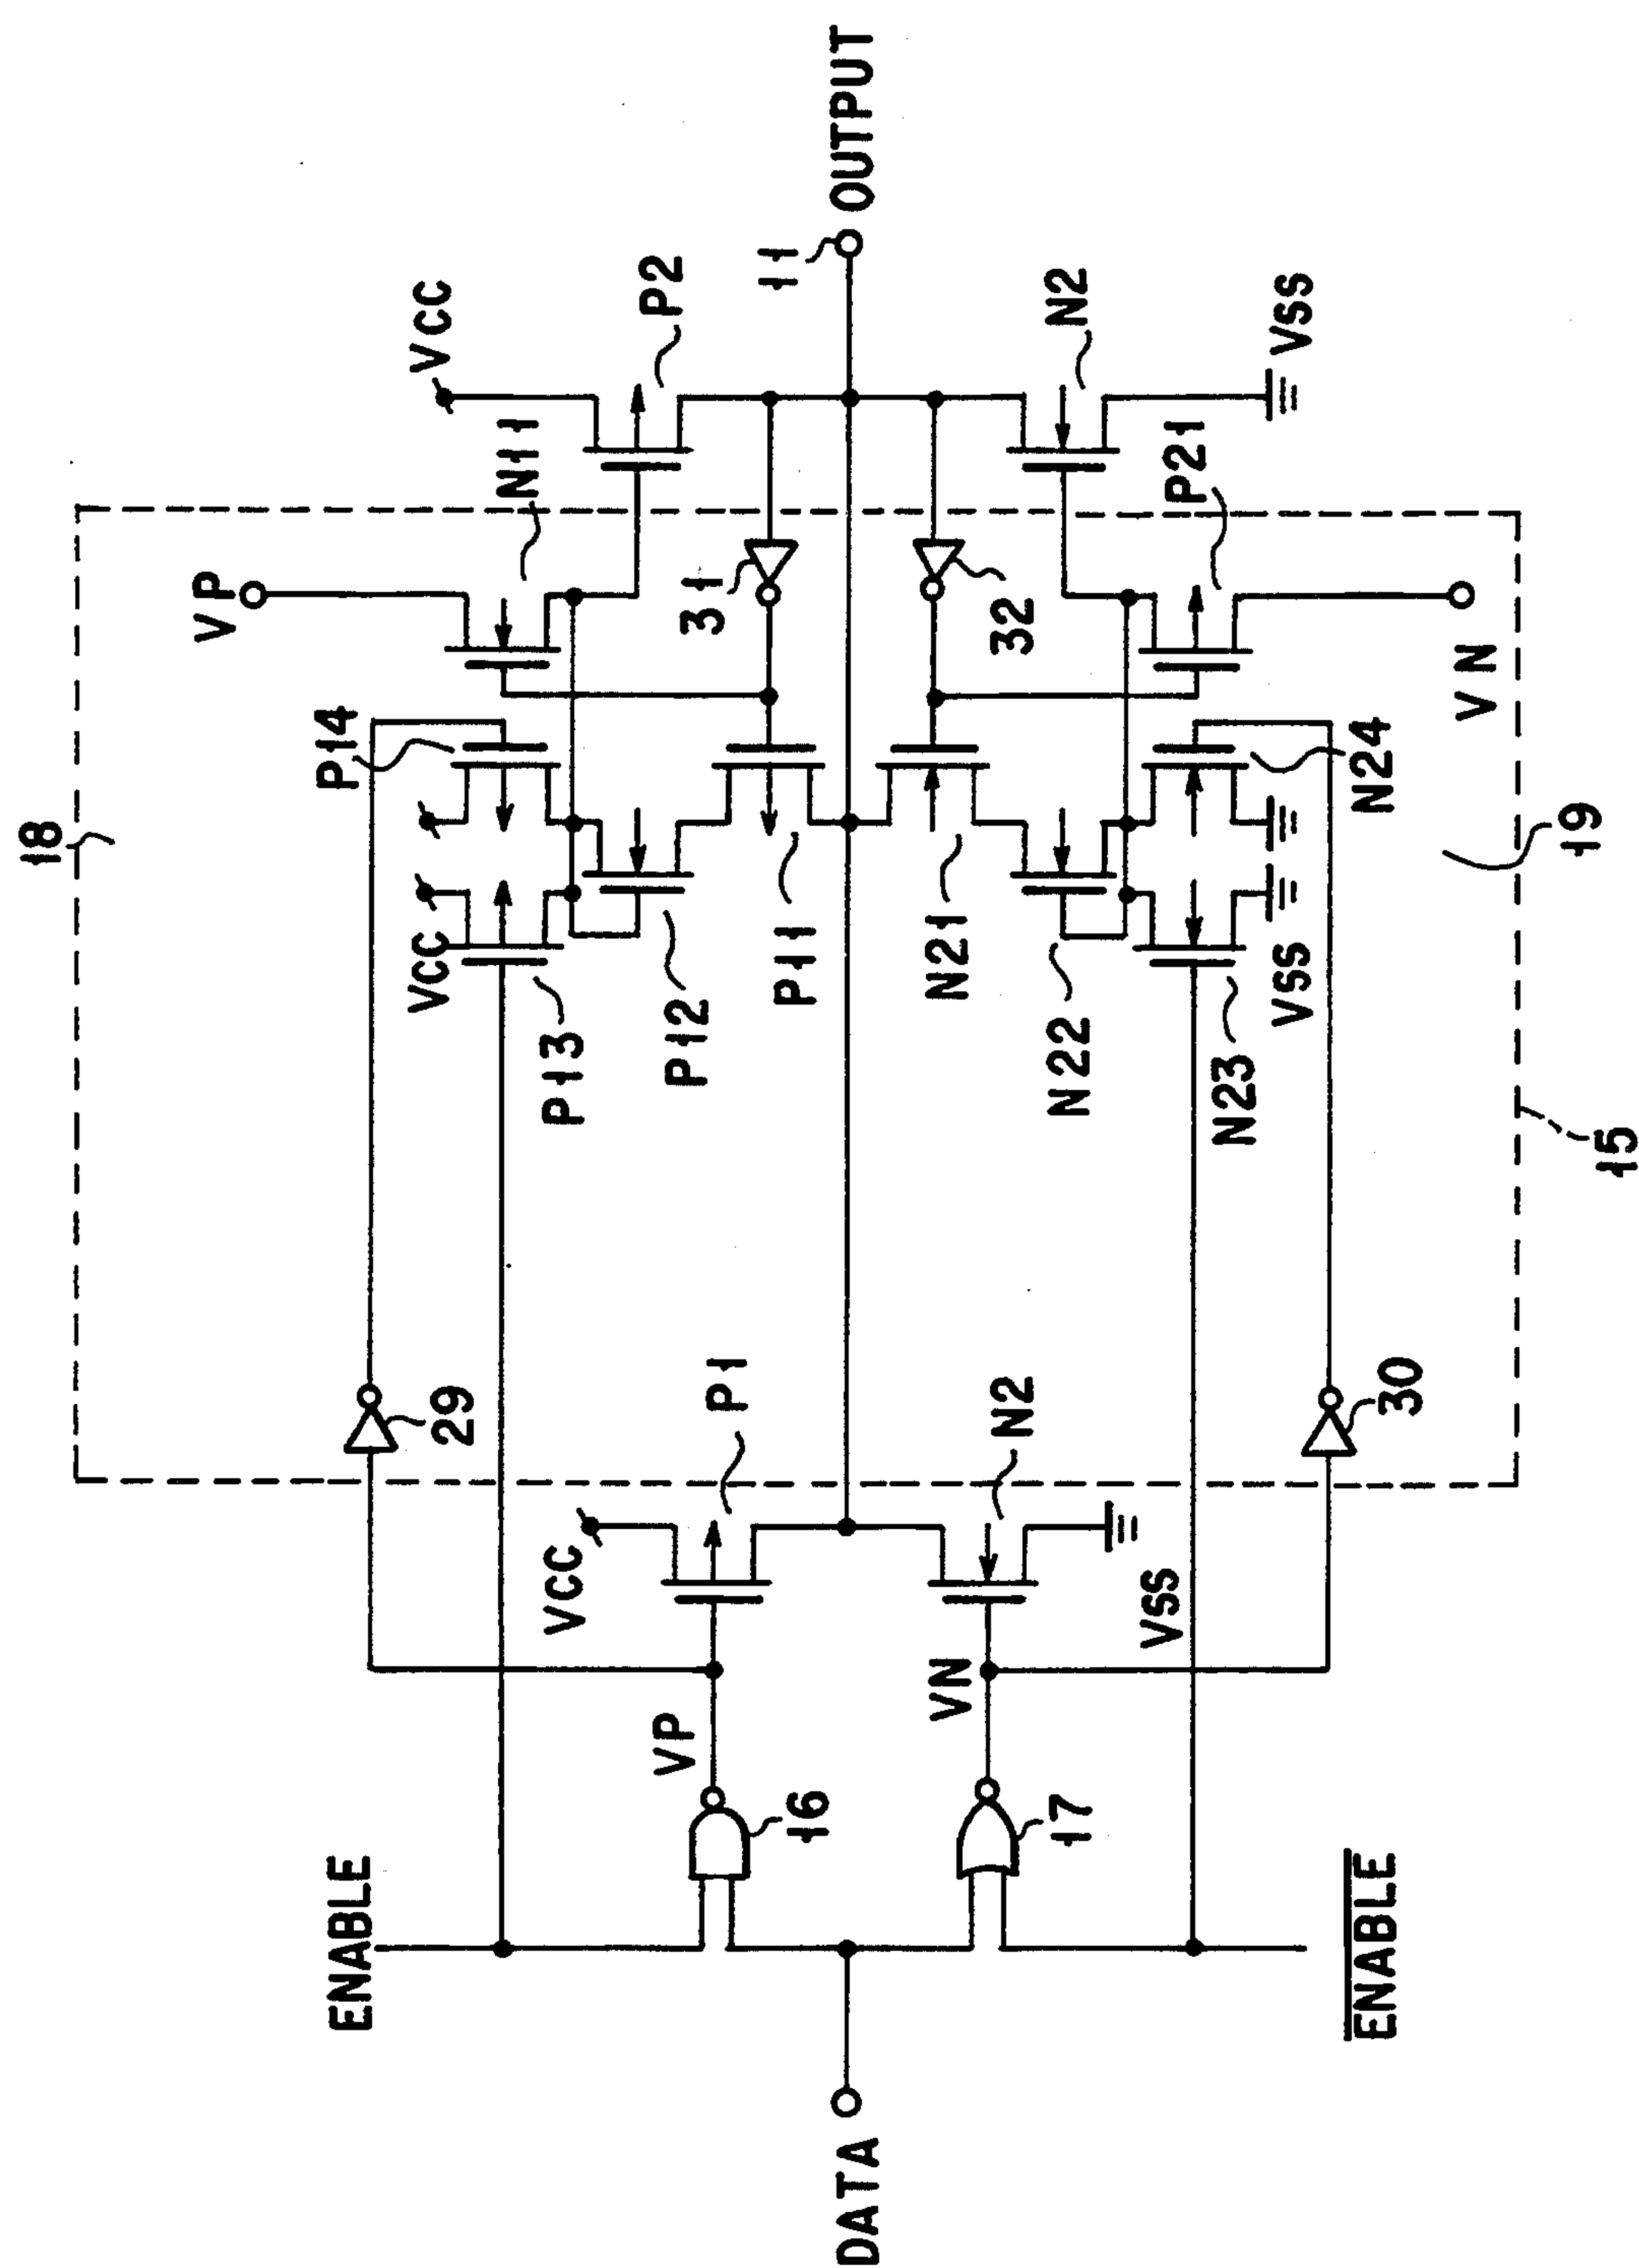 18
VP
VCC
N11
P14
P2
OUTPUT
11
31
29
VCC
P13
P12
P11
ENABLE
VCC
P1
VP
16
DATA
32
N2
VSS
P21
VN
N24
N21
N22
N23
VSS
N2
VN
VSS
17
30
ENABLE
19
15